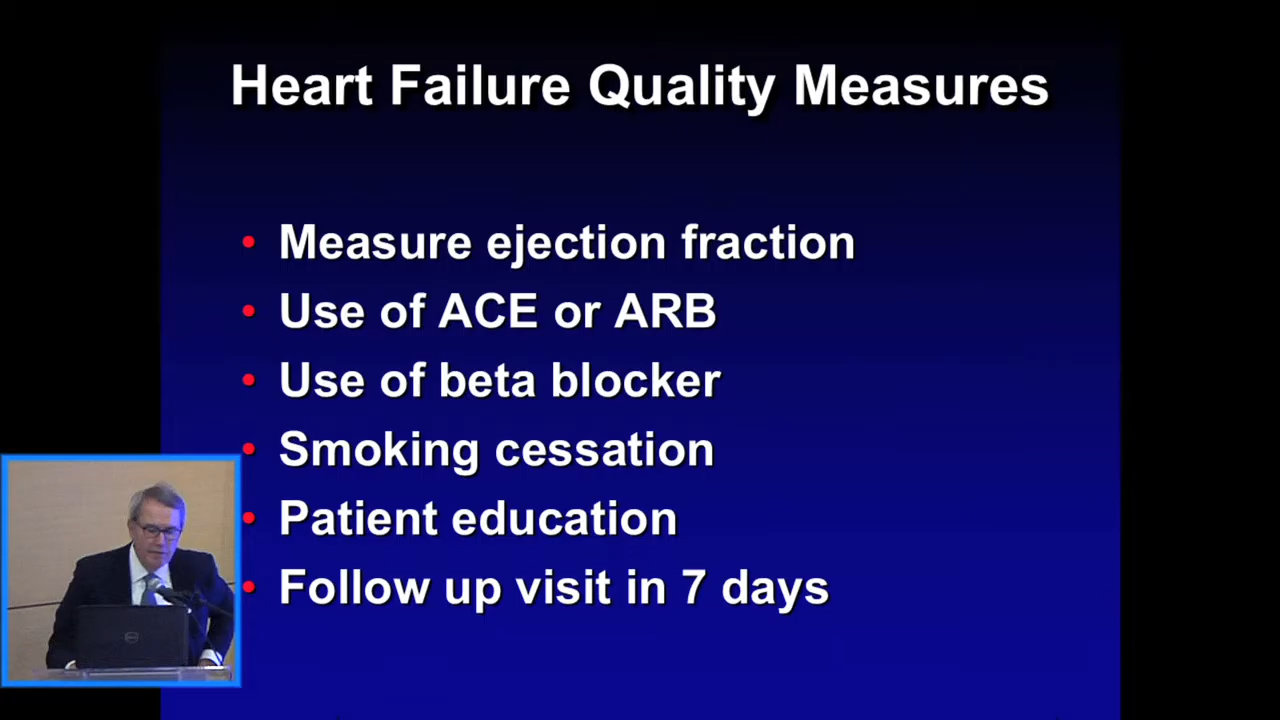 Heart Failure Quality Measures
• Measure ejection fraction
• Use of ACE or ARB
• Use of beta blocker
• Smoking cessation
• Patient education
• Follow up visit in 7 days